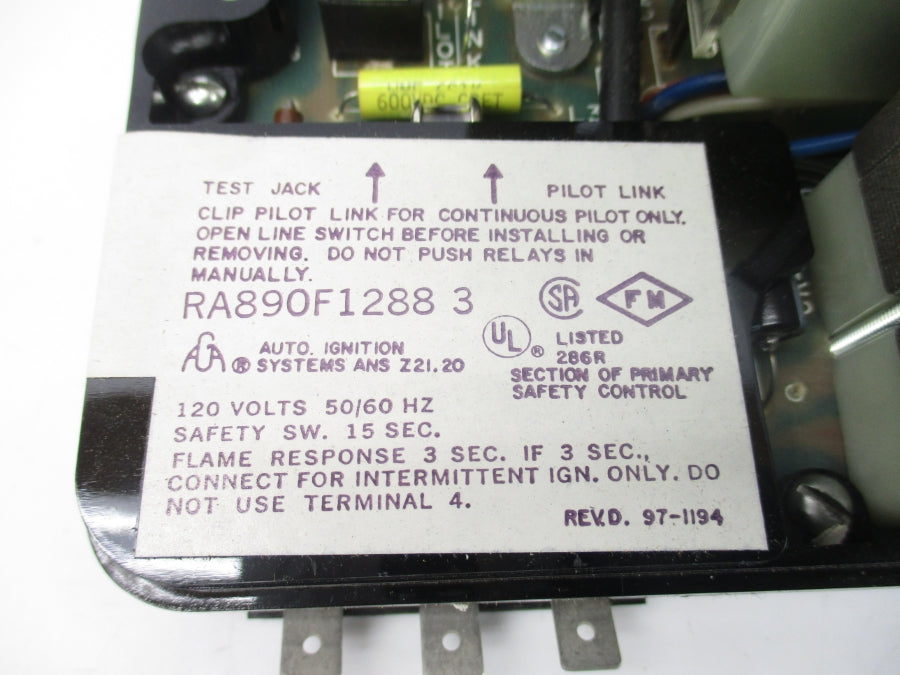 600VDC
TEST JACK PILOT LINK
CLIP PILOT LINK FOR CONTINUOUS PILOT ONLY.
OPEN LINE SWITCH BEFORE INSTALLING OR
REMOVING. DO NOT PUSH RELAYS IN
MANUALLY.
RA890F1288 3
SA FM
UL ® LISTED
286R
SECTION OF PRIMARY
SAFETY CONTROL
AGA ® AUTO. IGNITION
SYSTEMS ANS Z21.20
120 VOLTS 50/60 HZ
SAFETY SW. 15 SEC.
FLAME RESPONSE 3 SEC. IF 3 SEC.,
CONNECT FOR INTERMITTENT IGN. ONLY. DO
NOT USE TERMINAL 4.
REV.D. 97-1194